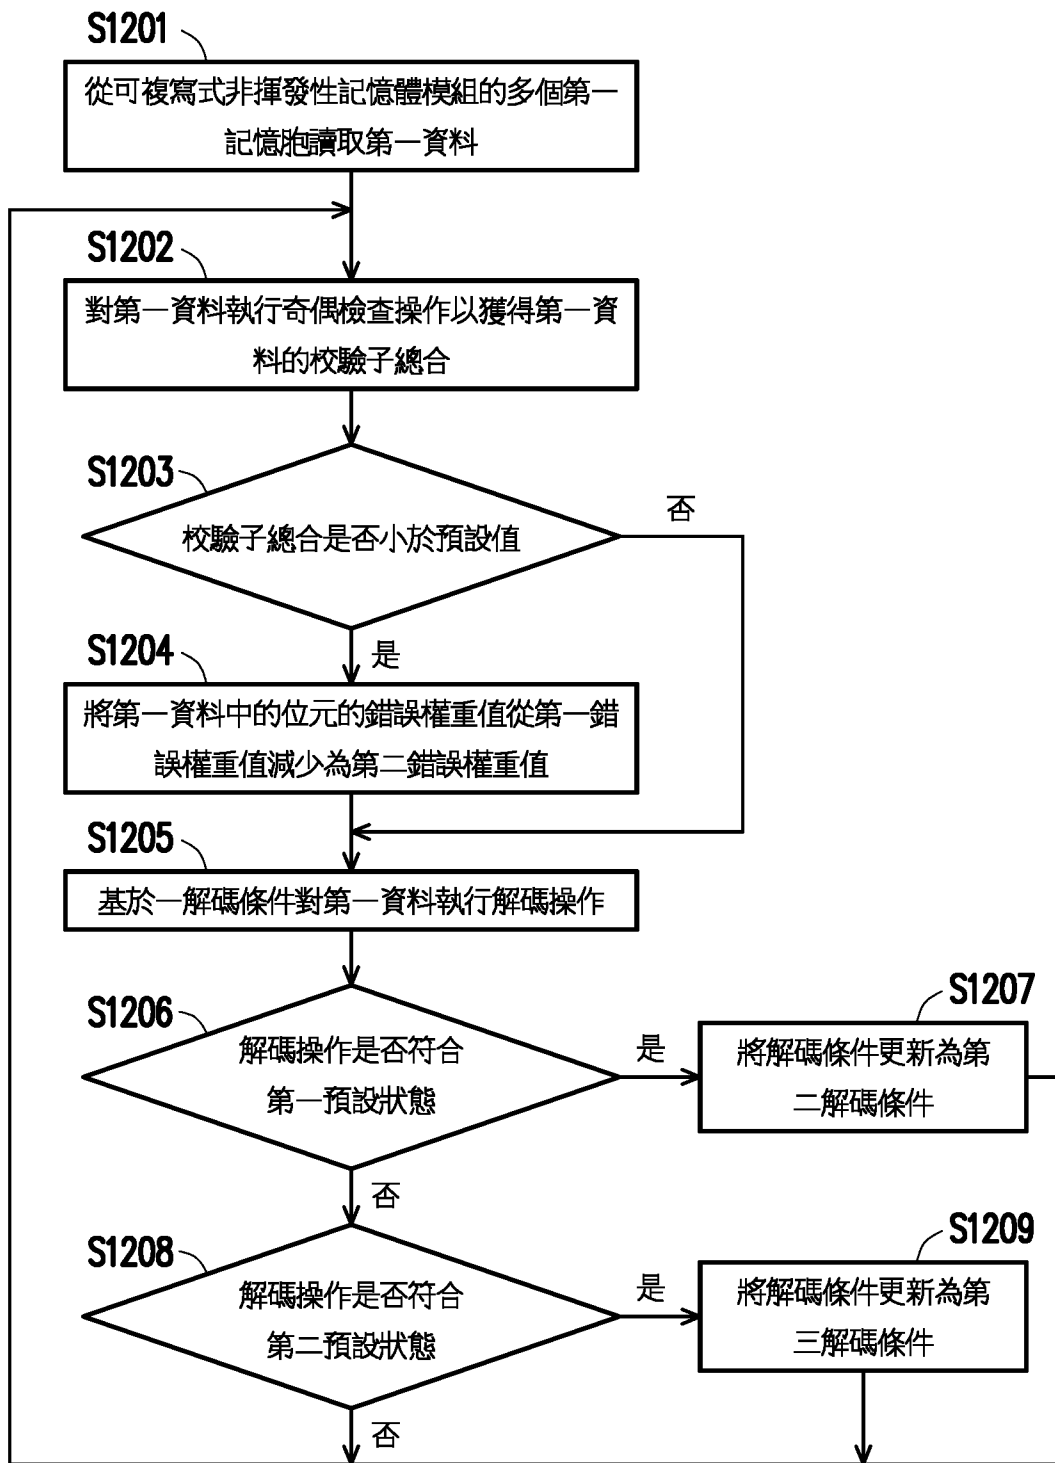 S1201
從可複寫式非揮發性記憶體模組的多個第一
記憶胞讀取第一資料
S1202
對第一資料執行奇偶檢查操作以獲得第一資
料的校驗子總合
S1203
校驗子總合是否小於預設值
否
是
S1204
將第一資料中的位元的錯誤權重值從第一錯
誤權重值減少為第二錯誤權重值
S1205
基於一解碼條件對第一資料執行解碼操作
S1206
解碼操作是否符合
第一預設狀態
是
S1207
將解碼條件更新為第
二解碼條件
否
S1208
解碼操作是否符合
第二預設狀態
是
S1209
將解碼條件更新為第
三解碼條件
否